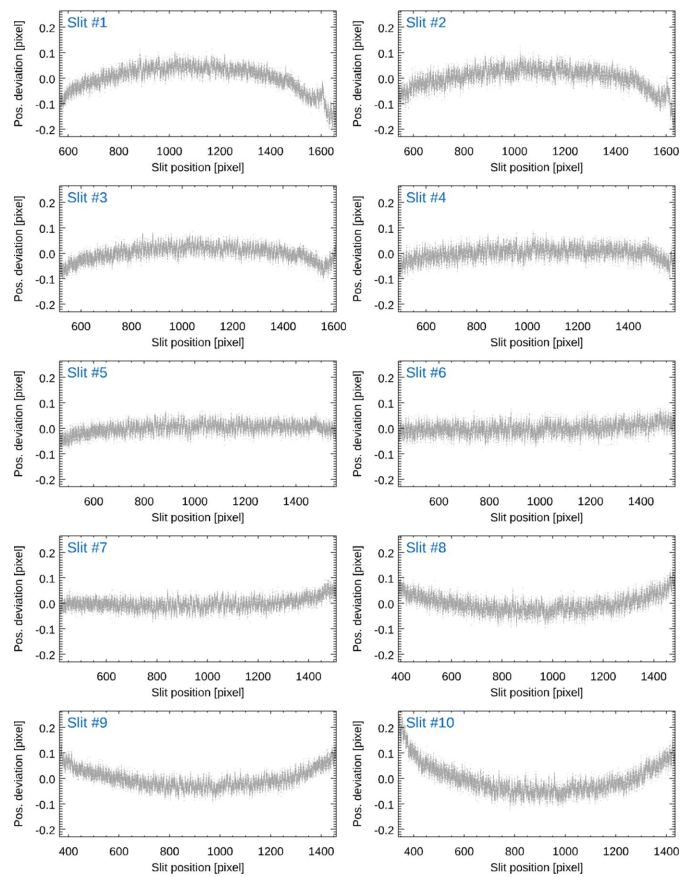 Slit #1
Pos. deviation [pixel]
0.2
0.1
0.0
-0.1
-0.2
600 800 1000 1200 1400 1600
Slit position [pixel]
Slit #2
Pos. deviation [pixel]
0.2
0.1
0.0
-0.1
-0.2
600 800 1000 1200 1400 1600
Slit position [pixel]
Slit #3
Pos. deviation [pixel]
0.2
0.1
0.0
-0.1
-0.2
600 800 1000 1200 1400 1600
Slit position [pixel]
Slit #4
Pos. deviation [pixel]
0.2
0.1
0.0
-0.1
-0.2
600 800 1000 1200 1400
Slit position [pixel]
Slit #5
Pos. deviation [pixel]
0.2
0.1
0.0
-0.1
-0.2
600 800 1000 1200 1400
Slit position [pixel]
Slit #6
Pos. deviation [pixel]
0.2
0.1
0.0
-0.1
-0.2
600 800 1000 1200 1400
Slit position [pixel]
Slit #7
Pos. deviation [pixel]
0.2
0.1
0.0
-0.1
-0.2
600 800 1000 1200 1400
Slit position [pixel]
Slit #8
Pos. deviation [pixel]
0.2
0.1
0.0
-0.1
-0.2
400 600 800 1000 1200 1400
Slit position [pixel]
Slit #9
Pos. deviation [pixel]
0.2
0.1
0.0
-0.1
-0.2
400 600 800 1000 1200 1400
Slit position [pixel]
Slit #10
Pos. deviation [pixel]
0.2
0.1
0.0
-0.1
-0.2
400 600 800 1000 1200 1400
Slit position [pixel]